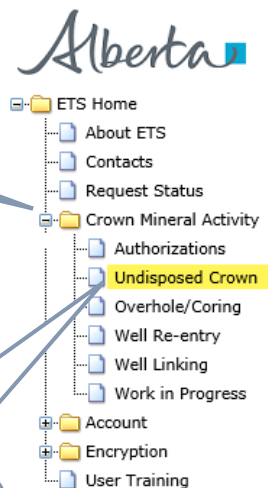 Alberta
ETS Home
About ETS
Contacts
Request Status
Crown Mineral Activity
Authorizations
Undisposed Crown
Overhole/Coring
Well Re-entry
Well Linking
Work in Progress
Account
Encryption
User Training